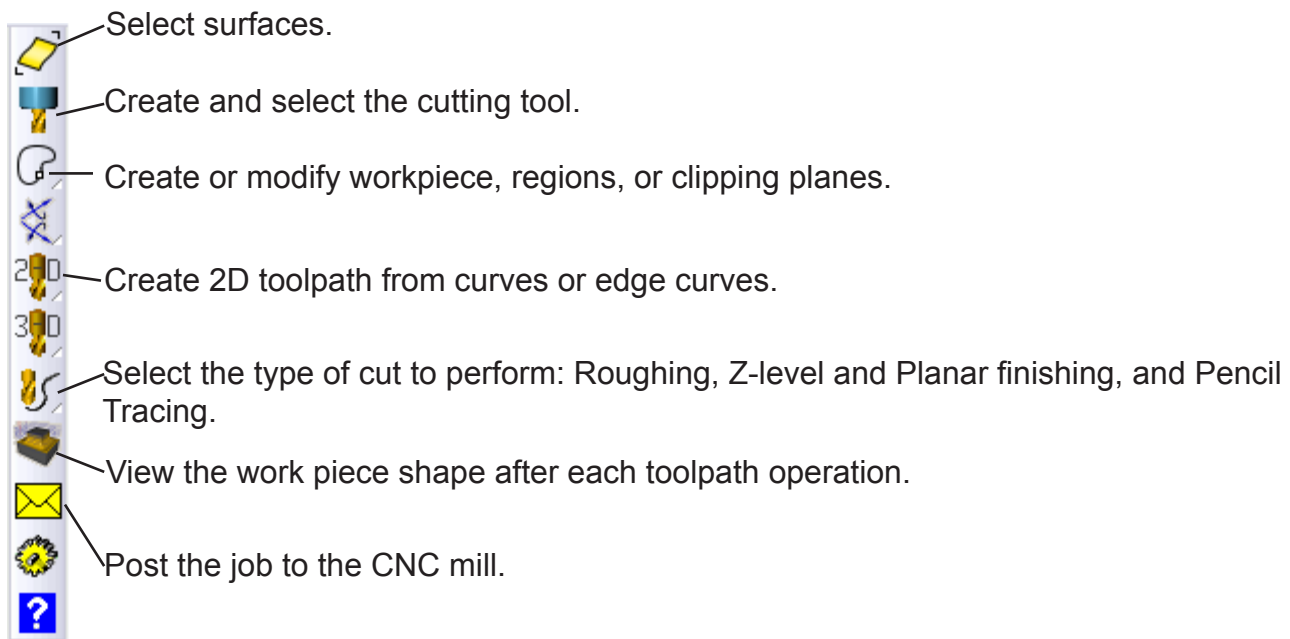 Select surfaces.
Create and select the cutting tool.
Create or modify workpiece, regions, or clipping planes.
2D
Create 2D toolpath from curves or edge curves.
3D
Select the type of cut to perform: Roughing, Z-level and Planar finishing, and Pencil
Tracing.
View the work piece shape after each toolpath operation.
Post the job to the CNC mill.
?